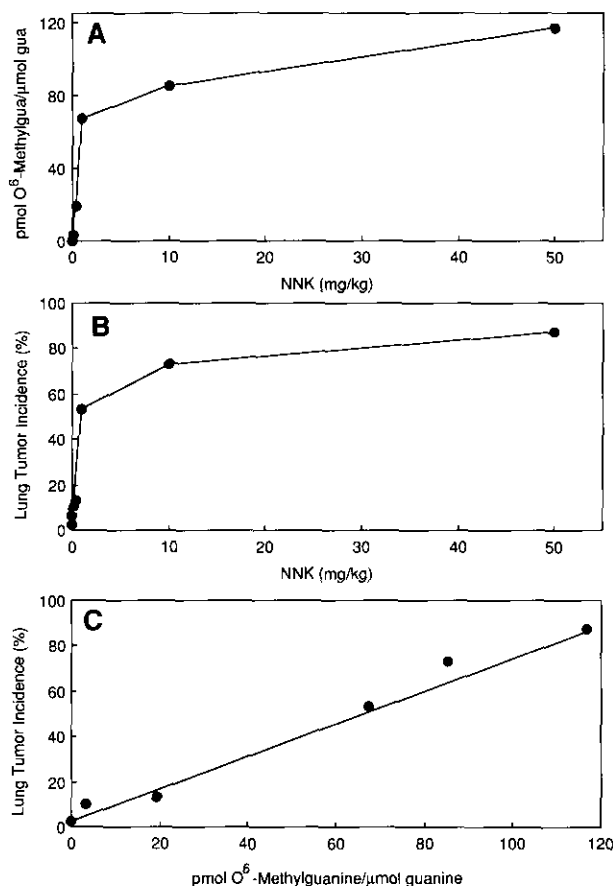 A
pmol O⁶-Methylgua/µmol gua
120
80
40
0
0 10 20 30 40 50
NNK (mg/kg)
B
Lung Tumor Incidence (%)
100
80
60
40
20
0
0 10 20 30 40 50
NNK (mg/kg)
C
Lung Tumor Incidence (%)
100
80
60
40
20
0
0 20 40 60 80 100 120
pmol O⁶-Methylguanine/µmol guanine